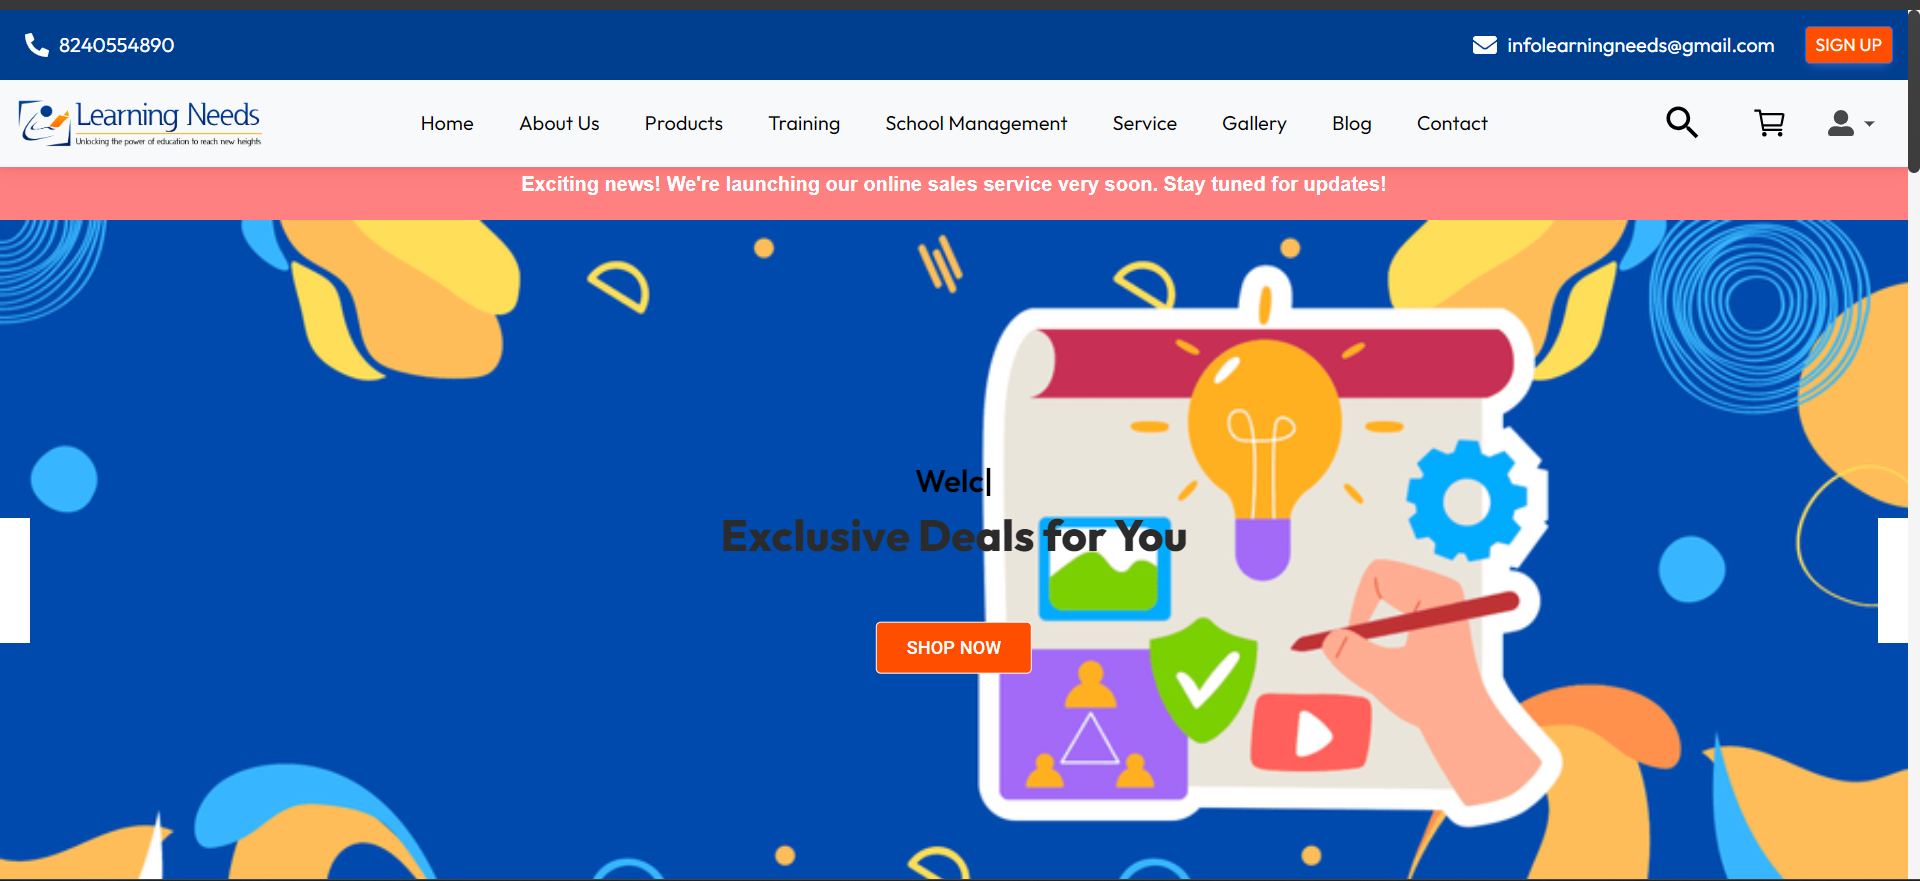 8240554890
infolearningneeds@gmail.com
SIGN UP
Learning Needs
Unlocking the power of education to reach new heights
Home About Us Products Training School Management Service Gallery Blog Contact
Exciting news! We're launching our online sales service very soon. Stay tuned for updates!
Welc|
Exclusive Deals for You
SHOP NOW